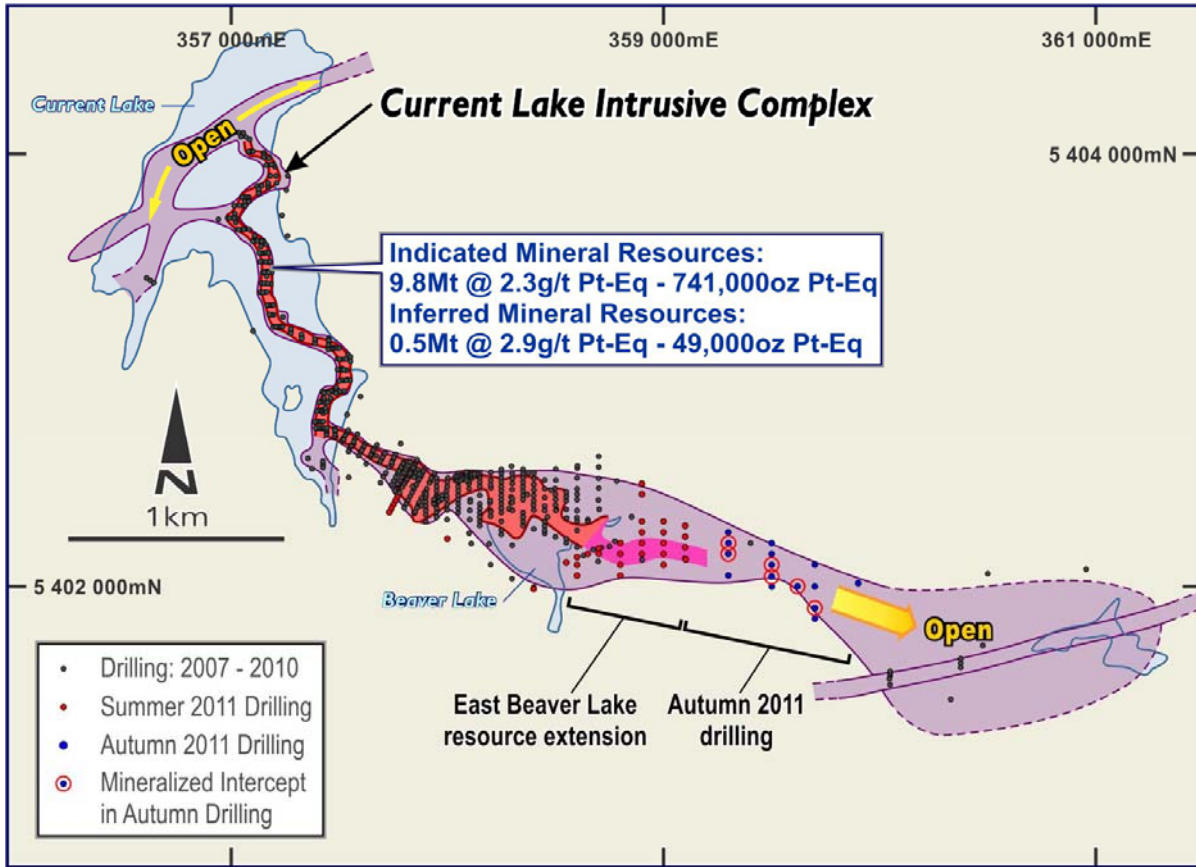 357 000mE
359 000mE
361 000mE
Current Lake
Current Lake Intrusive Complex
Open
5 404 000mN
Indicated Mineral Resources:
9.8Mt @ 2.3g/t Pt-Eq - 741,000oz Pt-Eq
Inferred Mineral Resources:
0.5Mt @ 2.9g/t Pt-Eq - 49,000oz Pt-Eq
N
1km
5 402 000mN
Beaver Lake
Open
East Beaver Lake
resource extension
Autumn 2011
drilling
Drilling: 2007 - 2010
Summer 2011 Drilling
Autumn 2011 Drilling
Mineralized Intercept
in Autumn Drilling